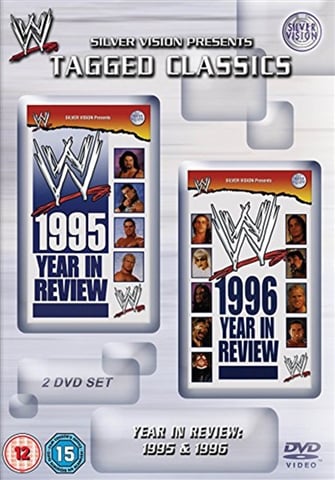 W
SILVER VISION PRESENTS
TAGGED CLASSICS
SILVER
VISION
W
SILVER VISION Presents
W
1995
YEAR IN
REVIEW
W
W
SILVER VISION Presents
W
1996
YEAR IN
REVIEW
W
2 DVD SET
YEAR IN REVIEW:
1995 & 1996
12
15
DVD
VIDEO